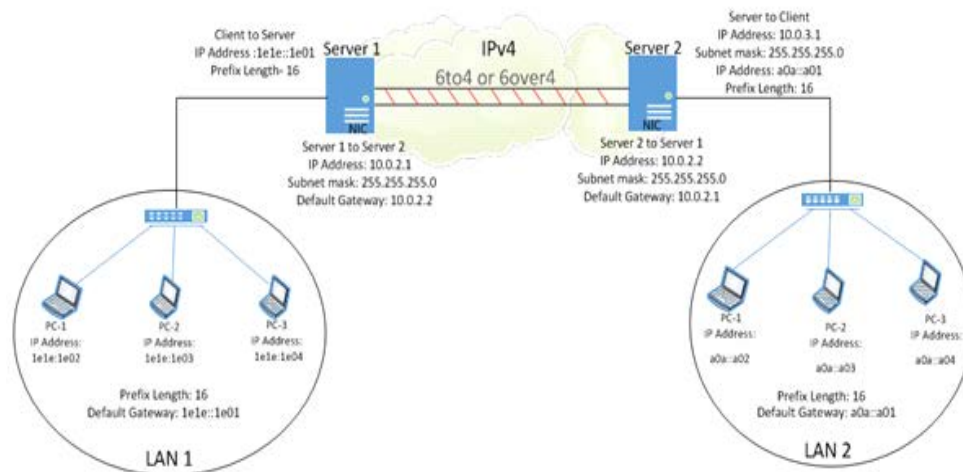 Client to Server
IP Address :1e1e::1e01
Prefix Length- 16
Server 1
IPv4
6to4 or 6over4
Server 2
Server to Client
IP Address: 10.0.3.1
Subnet mask: 255.255.255.0
IP Address: a0a::a01
Prefix Length: 16
NIC
Server 1 to Server 2
IP Address: 10.0.2.1
Subnet mask: 255.255.255.0
Default Gateway: 10.0.2.2
NIC
Server 2 to Server 1
IP Address: 10.0.2.2
Subnet mask: 255.255.255.0
Default Gateway: 10.0.2.1
PC-1
IP Address:
1e1e:1e02
PC-2
IP Address:
1e1e:1e03
PC-3
IP Address:
1e1e:1e04
Prefix Length: 16
Default Gateway: 1e1e::1e01
LAN 1
PC-1
IP Address:
a0a::a02
PC-2
IP Address:
a0a::a03
PC-3
IP Address:
a0a::a04
Prefix Length: 16
Default Gateway: a0a::a01
LAN 2